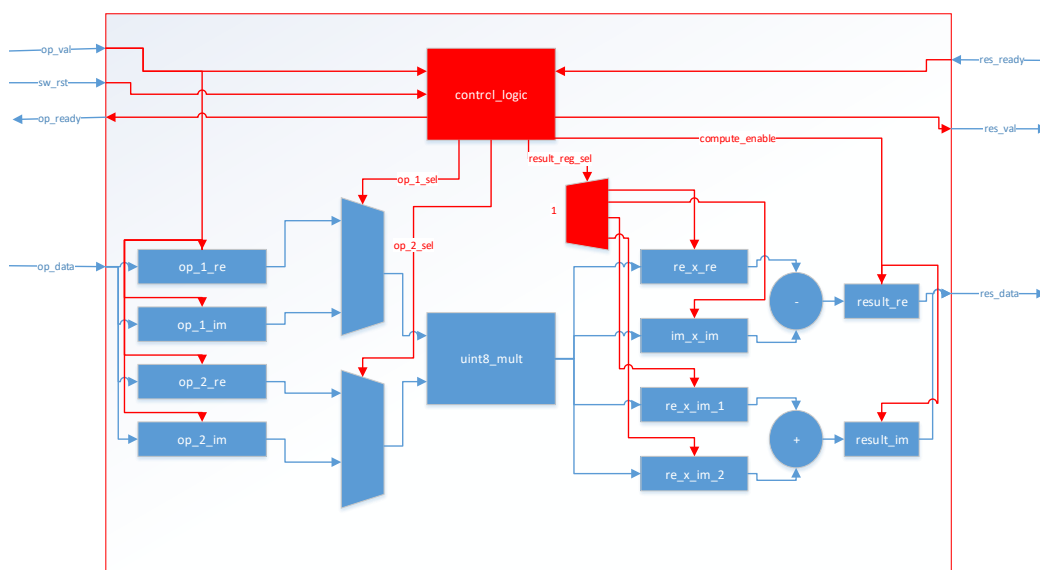 op_val
sw_rst
op_ready
control_logic
res_ready
res_val
compute_enable
result_reg_sel
op_1_sel
1
op_2_sel
op_data
op_1_re
re_x_re
-
result_re
res_data
op_1_im
im_x_im
uint8_mult
op_2_re
re_x_im_1
op_2_im
+
result_im
re_x_im_2